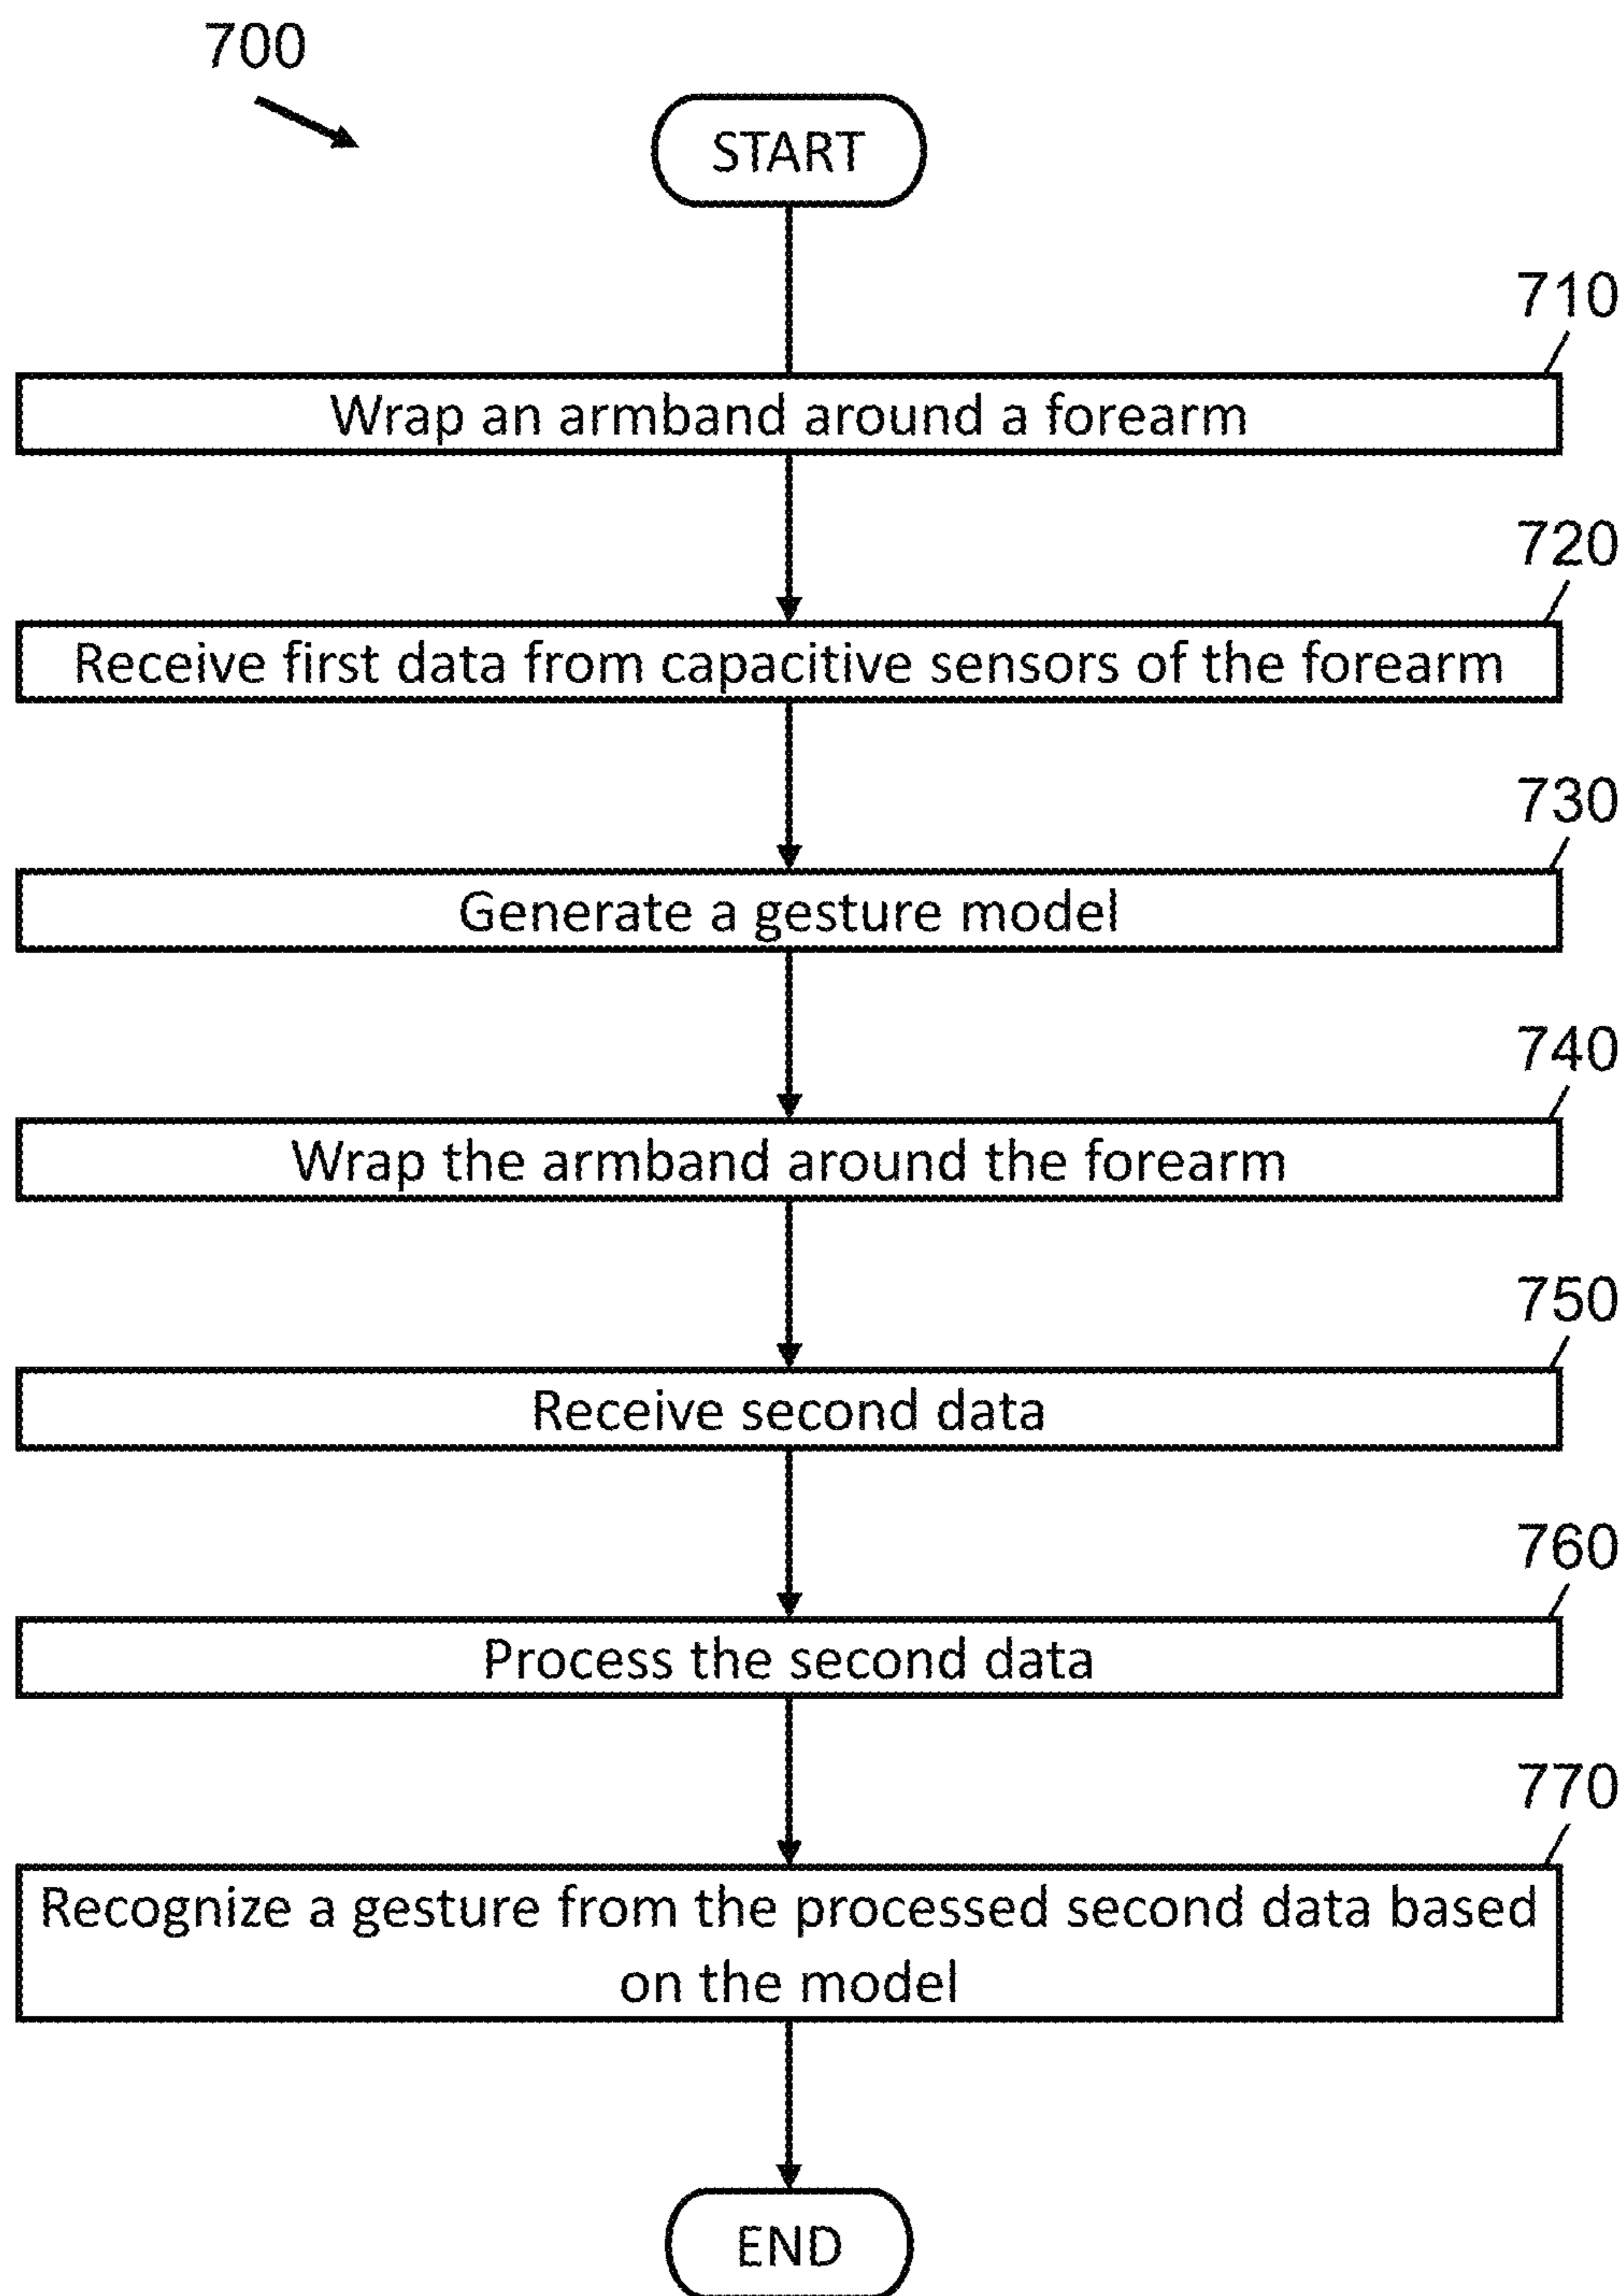 700
START
710
Wrap an armband around a forearm
720
Receive first data from capacitive sensors of the forearm
730
Generate a gesture model
740
Wrap the armband around the forearm
750
Receive second data
760
Process the second data
770
Recognize a gesture from the processed second data based
on the model
END